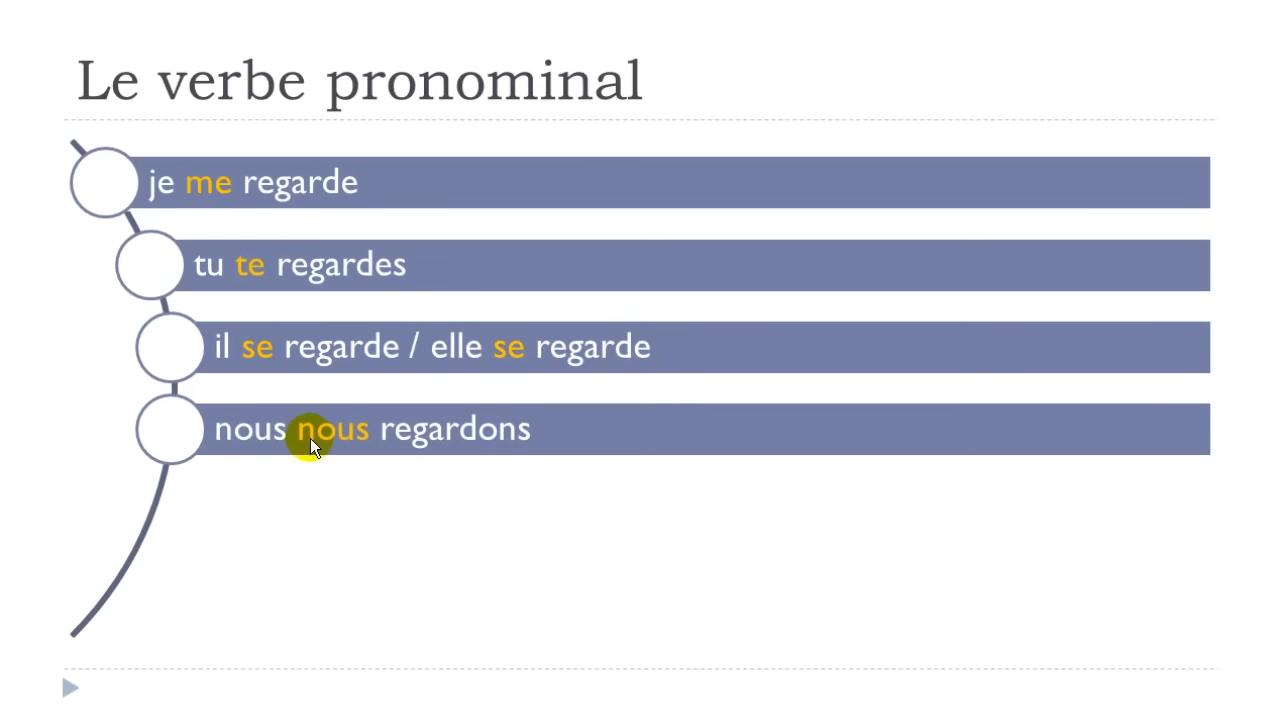 Le verbe pronominal
je me regarde
tu te regardes
il se regarde / elle se regarde
nous nous regardons